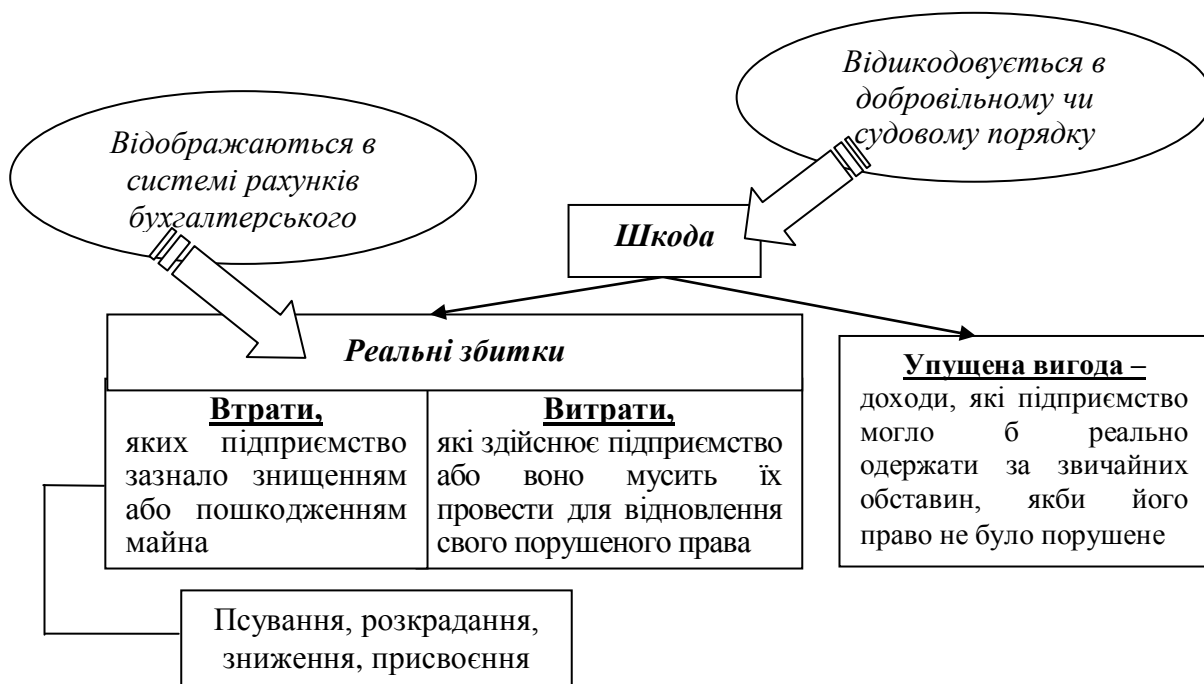 Відшкодовується в
добровільному чи
судовому порядку
Відображаються в
системі рахунків
бухгалтерського
Шкода
Реальні збитки
Втрати,
яких підприємство
зазнало знищенням
або пошкодженням
майна
Витрати,
які здійснює підприємство
або воно мусить їх
провести для відновлення
свого порушеного права
Упущена вигода –
доходи, які підприємство
могло б реально
одержати за звичайних
обставин, якби його
право не було порушене
Псування, розкрадання,
зниження, присвоєння